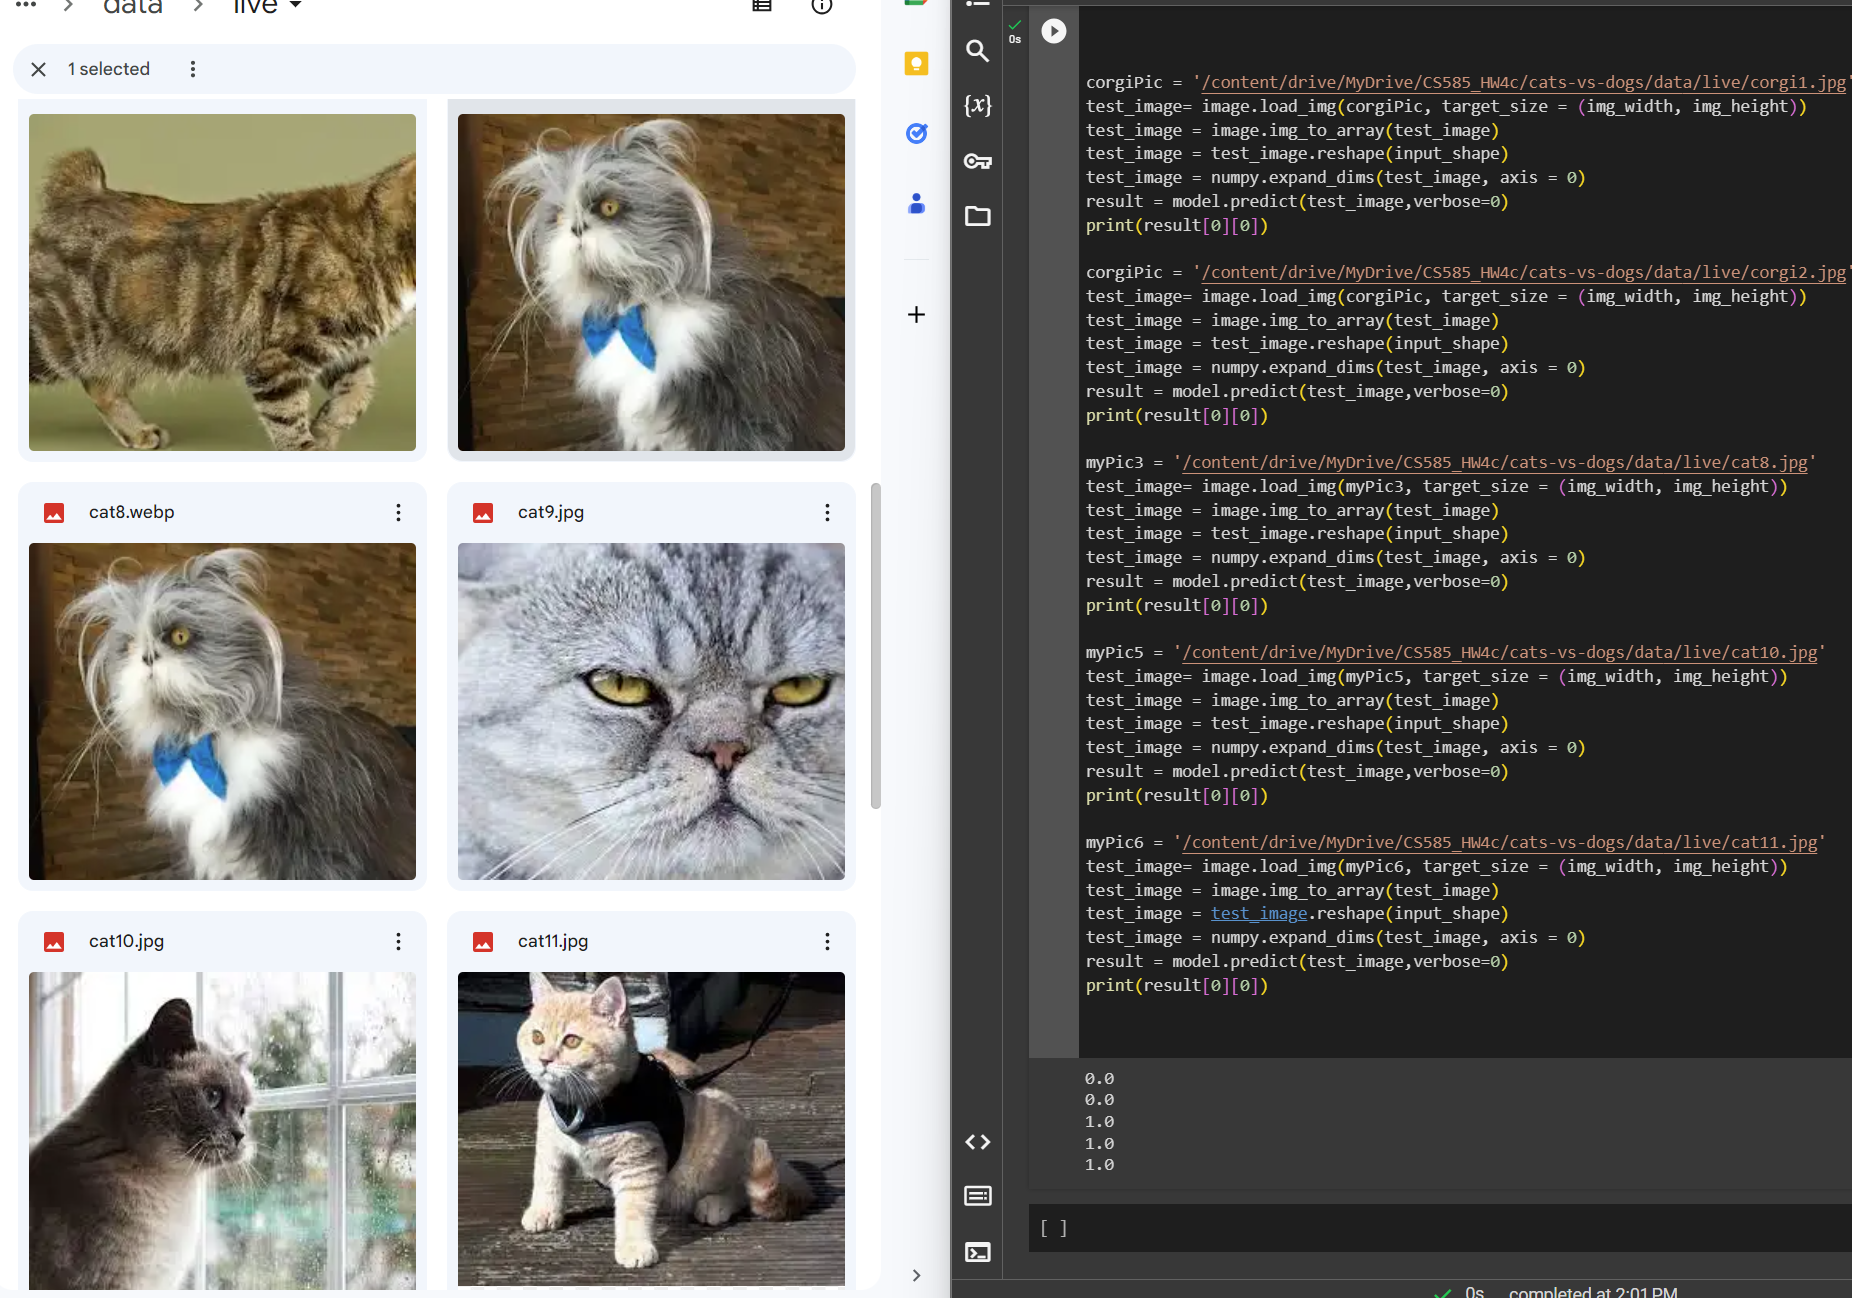 data
live
1 selected
cat8.webp
cat9.jpg
cat10.jpg
cat11.jpg
{x}
0s
corgiPic = '/content/drive/MyDrive/CS585_HW4c/cats-vs-dogs/data/live/corgi1.jpg'
test_image= image.load_img(corgiPic, target_size = (img_width, img_height))
test_image = image.img_to_array(test_image)
test_image = test_image.reshape(input_shape)
test_image = numpy.expand_dims(test_image, axis = 0)
result = model.predict(test_image,verbose=0)
print(result[0][0])
corgiPic = '/content/drive/MyDrive/CS585_HW4c/cats-vs-dogs/data/live/corgi2.jpg'
test_image= image.load_img(corgiPic, target_size = (img_width, img_height))
test_image = image.img_to_array(test_image)
test_image = test_image.reshape(input_shape)
test_image = numpy.expand_dims(test_image, axis = 0)
result = model.predict(test_image,verbose=0)
print(result[0][0])
myPic3 = '/content/drive/MyDrive/CS585_HW4c/cats-vs-dogs/data/live/cat8.jpg'
test_image= image.load_img(myPic3, target_size = (img_width, img_height))
test_image = image.img_to_array(test_image)
test_image = test_image.reshape(input_shape)
test_image = numpy.expand_dims(test_image, axis = 0)
result = model.predict(test_image,verbose=0)
print(result[0][0])
myPic5 = '/content/drive/MyDrive/CS585_HW4c/cats-vs-dogs/data/live/cat10.jpg'
test_image= image.load_img(myPic5, target_size = (img_width, img_height))
test_image = image.img_to_array(test_image)
test_image = test_image.reshape(input_shape)
test_image = numpy.expand_dims(test_image, axis = 0)
result = model.predict(test_image,verbose=0)
print(result[0][0])
myPic6 = '/content/drive/MyDrive/CS585_HW4c/cats-vs-dogs/data/live/cat11.jpg'
test_image= image.load_img(myPic6, target_size = (img_width, img_height))
test_image = image.img_to_array(test_image)
test_image = test_image.reshape(input_shape)
test_image = numpy.expand_dims(test_image, axis = 0)
result = model.predict(test_image,verbose=0)
print(result[0][0])
0.0
0.0
1.0
1.0
1.0
[ ]
0s completed at 2:01 PM